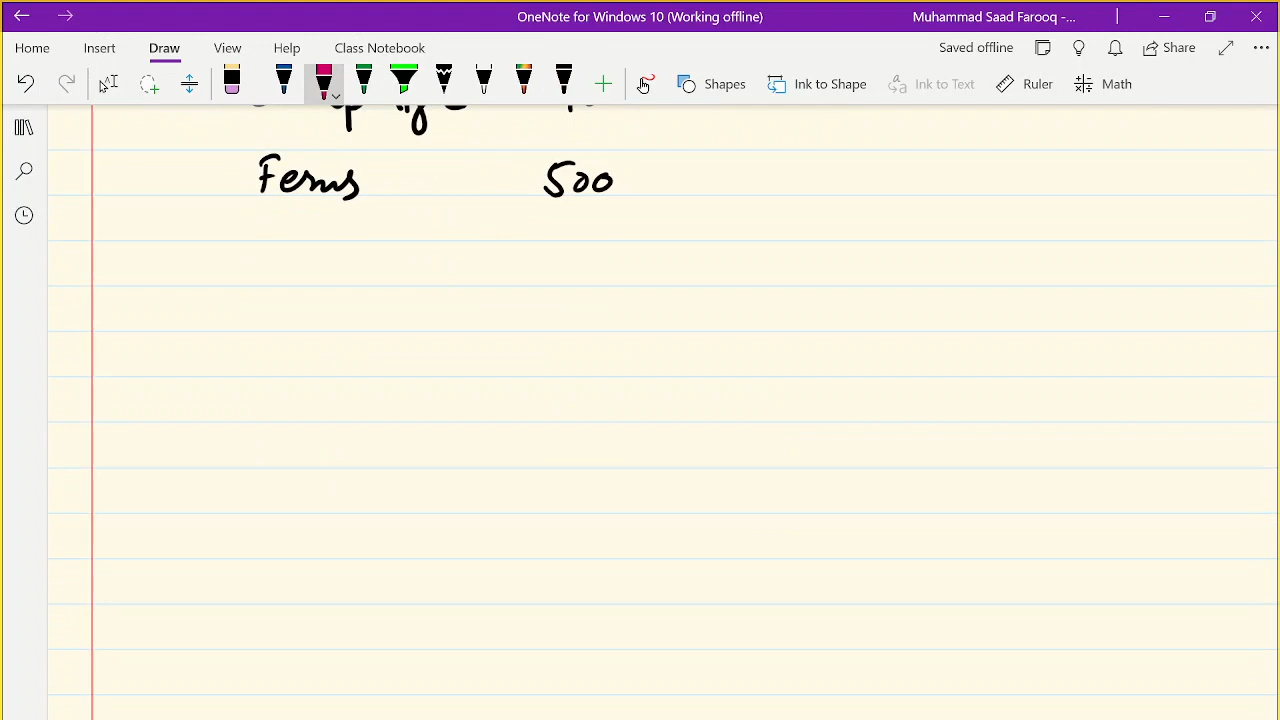 OneNote for Windows 10 (Working offline)
Muhammad Saad Farooq -...
Home Insert Draw View Help Class Notebook
Saved offline Share
Shapes Ink to Shape Ink to Text Ruler Math
Ferns 500